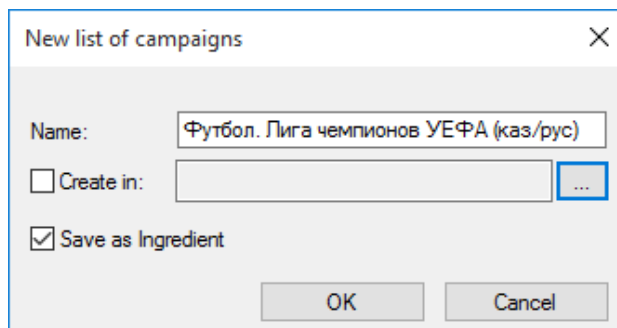 New list of campaigns
Name: Футбол. Лига чемпионов УЕФА (каз/рус)
Create in: ...
Save as Ingredient
OK Cancel